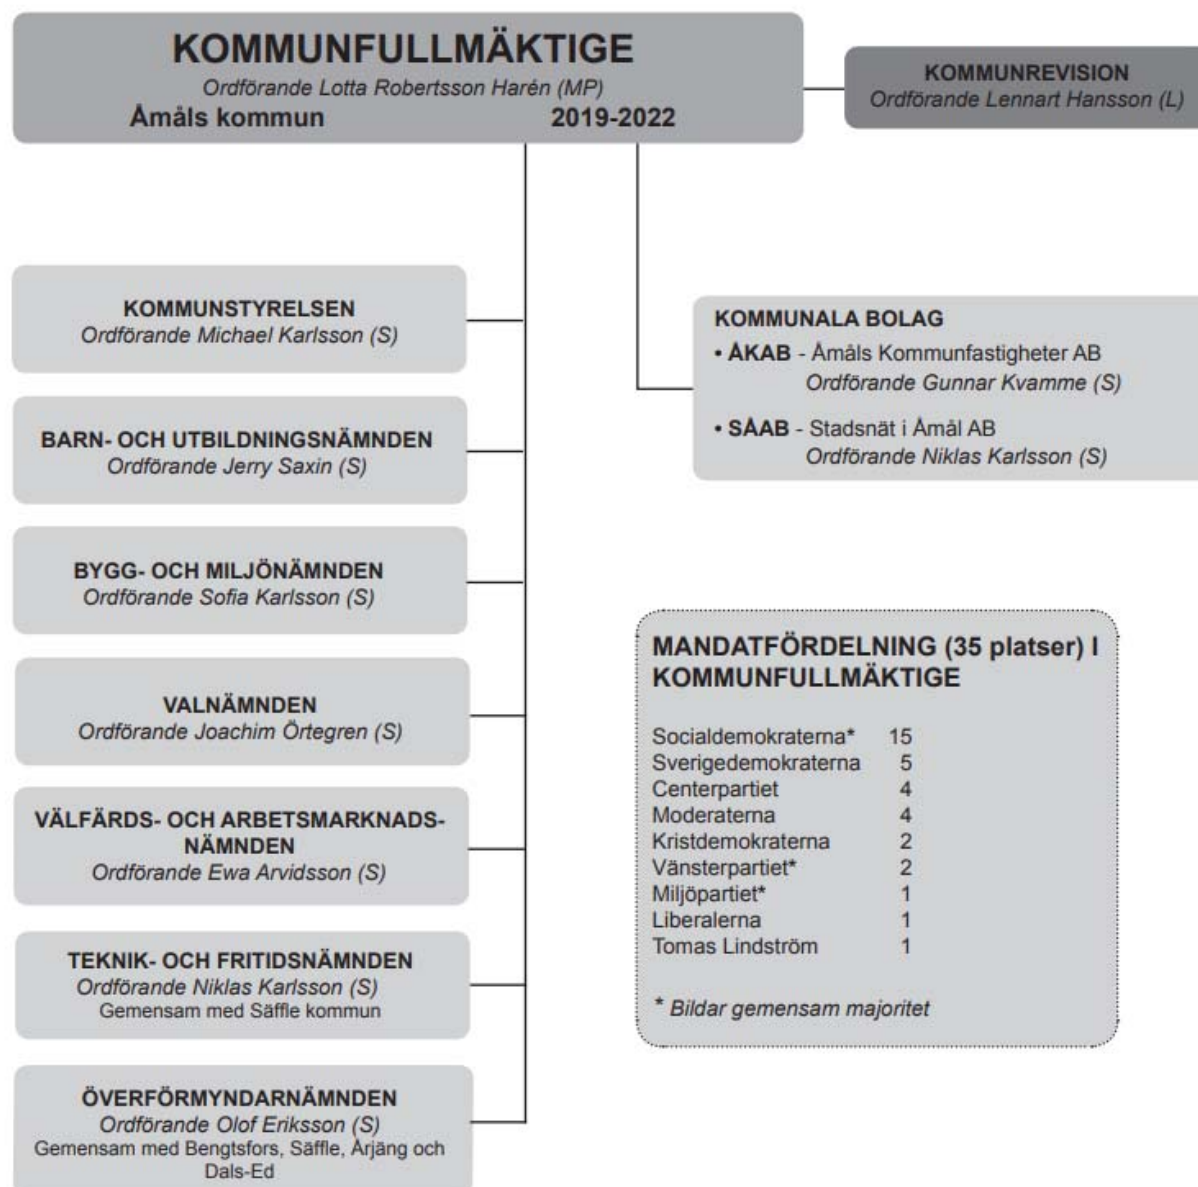 KOMMUNFULLMÄKTIGE
Ordförande Lotta Robertsson Harén (MP)
Åmåls kommun 2019-2022
KOMMUNREVISION
Ordförande Lennart Hansson (L)
KOMMUNSTYRELSEN
Ordförande Michael Karlsson (S)
BARN- OCH UTBILDNINGSNÄMNDEN
Ordförande Jerry Saxin (S)
BYGG- OCH MILJÖNÄMNDEN
Ordförande Sofia Karlsson (S)
VALNÄMNDEN
Ordförande Joachim Örtegren (S)
VÄLFÄRDS- OCH ARBETSMARKNADS-
NÄMNDEN
Ordförande Ewa Arvidsson (S)
TEKNIK- OCH FRITIDSNÄMNDEN
Ordförande Niklas Karlsson (S)
Gemensam med Säffle kommun
ÖVERFÖRMYNDARNÄMNDEN
Ordförande Olof Eriksson (S)
Gemensam med Bengtsfors, Säffle, Årjäng och
Dals-Ed
KOMMUNALA BOLAG
• ÅKAB - Åmåls Kommunfastigheter AB
Ordförande Gunnar Kvamme (S)
• SÅAB - Stadsnät i Åmål AB
Ordförande Niklas Karlsson (S)
MANDATFÖRDELNING (35 platser) I
KOMMUNFULLMÄKTIGE
Socialdemokraterna* 15
Sverigedemokraterna 5
Centerpartiet 4
Moderaterna 4
Kristdemokraterna 2
Vänsterpartiet* 2
Miljöpartiet* 1
Liberalerna 1
Tomas Lindström 1
* Bildar gemensam majoritet